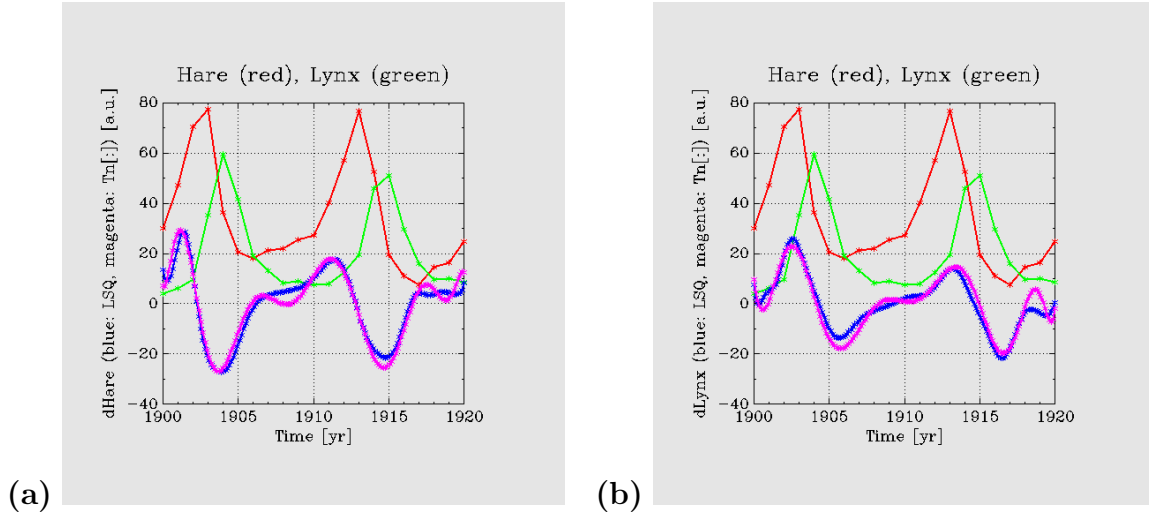 Hare (red), Lynx (green)
dHare (blue: LSQ, magenta: Tn[:]) [a.u.]
80
60
40
20
0
−20
−40
1900 1905 1910 1915 1920
Time [yr]
(a)
Hare (red), Lynx (green)
dLynx (blue: LSQ, magenta: Tn[:]) [a.u.]
80
60
40
20
0
−20
−40
1900 1905 1910 1915 1920
Time [yr]
(b)